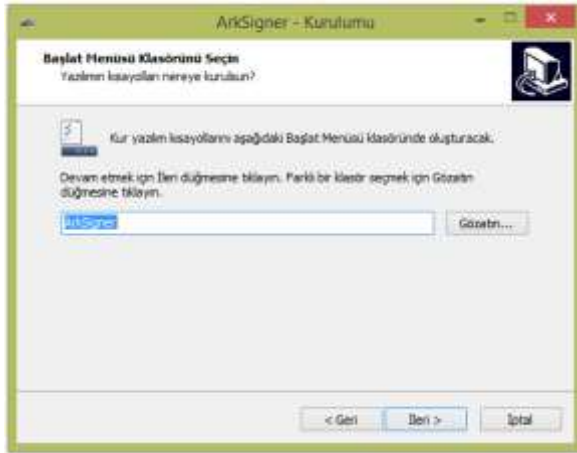 ArkSigner - Kurulumu
Başlat Menüsü Klasörünü Seçin
Yazılımın kısayolları nereye kurulsun?
Kur yazılım kısayollarını aşağıdaki Başlat Menüsü klasöründe oluşturacak.
Devam etmek için İleri düğmesine tıklayın. Farklı bir klasör seçmek için Gözatın
düğmesine tıklayın.
ArkSigner
Gözatın...
< Geri
İleri >
İptal